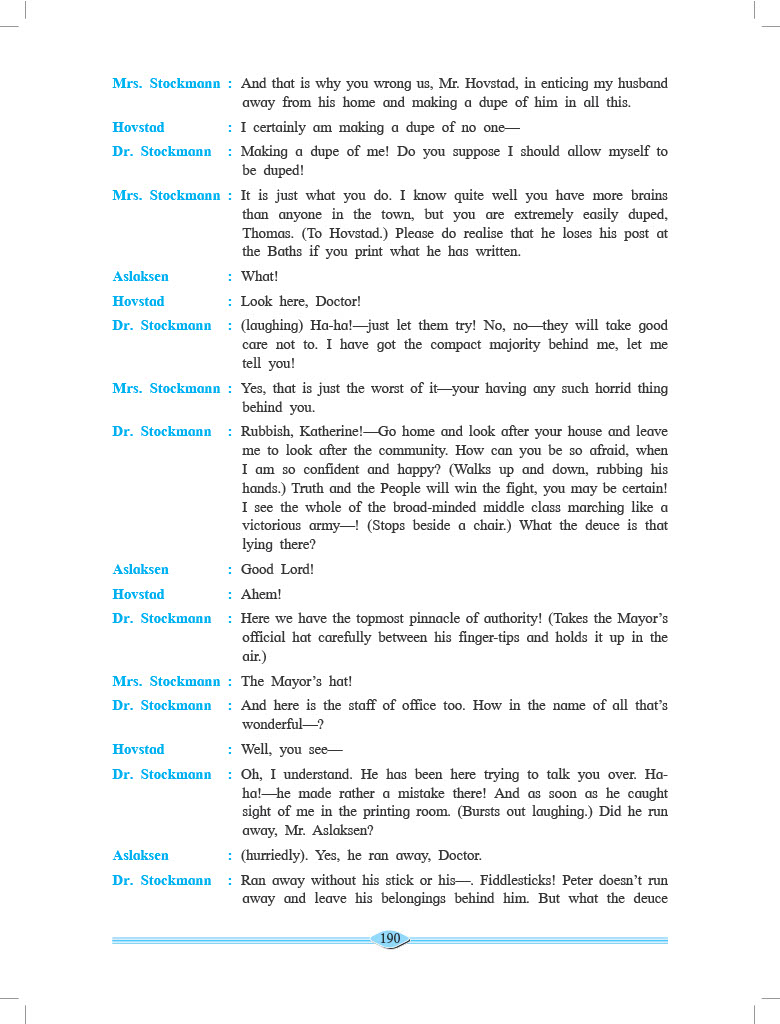 Mrs. Stockmann : And that is why you wrong us, Mr. Hovstad, in enticing my husband
away from his home and making a dupe of him in all this.
Hovstad : I certainly am making a dupe of no one—
Dr. Stockmann : Making a dupe of me! Do you suppose I should allow myself to
be duped!
Mrs. Stockmann : It is just what you do. I know quite well you have more brains
than anyone in the town, but you are extremely easily duped,
Thomas. (To Hovstad.) Please do realise that he loses his post at
the Baths if you print what he has written.
Aslaksen : What!
Hovstad : Look here, Doctor!
Dr. Stockmann : (laughing) Ha-ha!—just let them try! No, no—they will take good
care not to. I have got the compact majority behind me, let me
tell you!
Mrs. Stockmann : Yes, that is just the worst of it—your having any such horrid thing
behind you.
Dr. Stockmann : Rubbish, Katherine!—Go home and look after your house and leave
me to look after the community. How can you be so afraid, when
I am so confident and happy? (Walks up and down, rubbing his
hands.) Truth and the People will win the fight, you may be certain!
I see the whole of the broad-minded middle class marching like a
victorious army—! (Stops beside a chair.) What the deuce is that
lying there?
Aslaksen : Good Lord!
Hovstad : Ahem!
Dr. Stockmann : Here we have the topmost pinnacle of authority! (Takes the Mayor's
official hat carefully between his finger-tips and holds it up in the
air.)
Mrs. Stockmann : The Mayor's hat!
Dr. Stockmann : And here is the staff of office too. How in the name of all that's
wonderful—?
Hovstad : Well, you see—
Dr. Stockmann : Oh, I understand. He has been here trying to talk you over. Ha-
ha!—he made rather a mistake there! And as soon as he caught
sight of me in the printing room. (Bursts out laughing.) Did he run
away, Mr. Aslaksen?
Aslaksen : (hurriedly). Yes, he ran away, Doctor.
Dr. Stockmann : Ran away without his stick or his—. Fiddlesticks! Peter doesn't run
away and leave his belongings behind him. But what the deuce
190